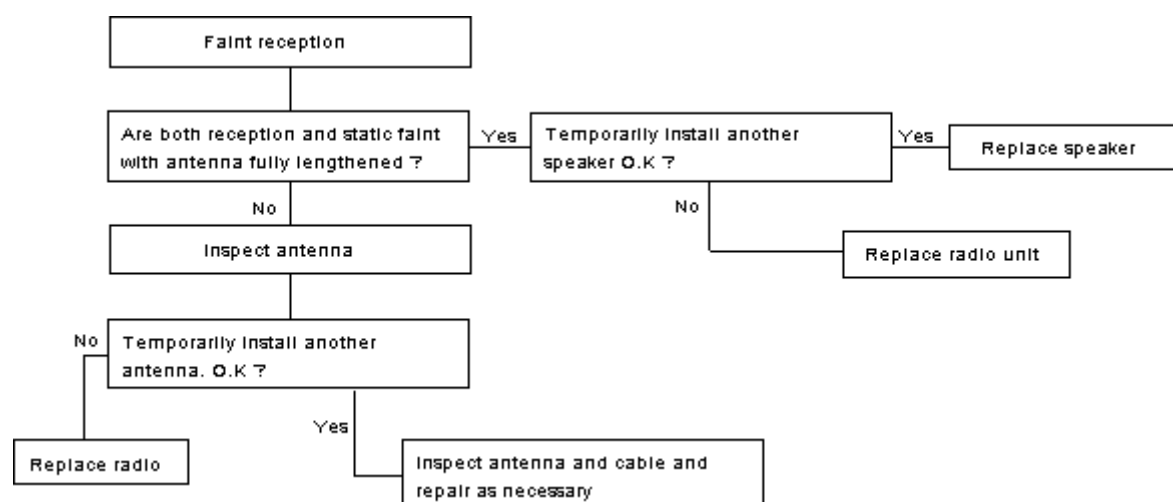 Faint reception
Are both reception and static faint
with antenna fully lengthened ?
Yes
Temporarily install another
speaker O.K ?
Yes
Replace speaker
No
No
Inspect antenna
Replace radio unit
No
Temporarily install another
antenna. O.K ?
Yes
Replace radio
Inspect antenna and cable and
repair as necessary